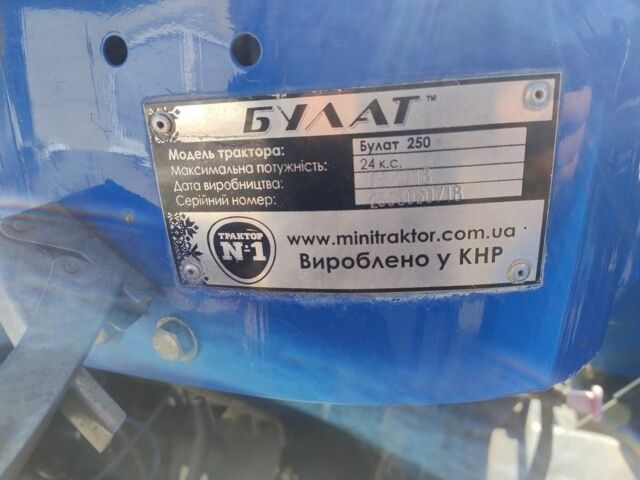 БУЛАТ™
Модель трактора: Булат 250
Максимальна потужність: 24 к.с.
Дата виробництва:
Серійний номер:
ТРАКТОР №1
www.minitraktor.com.ua
Вироблено у КНР